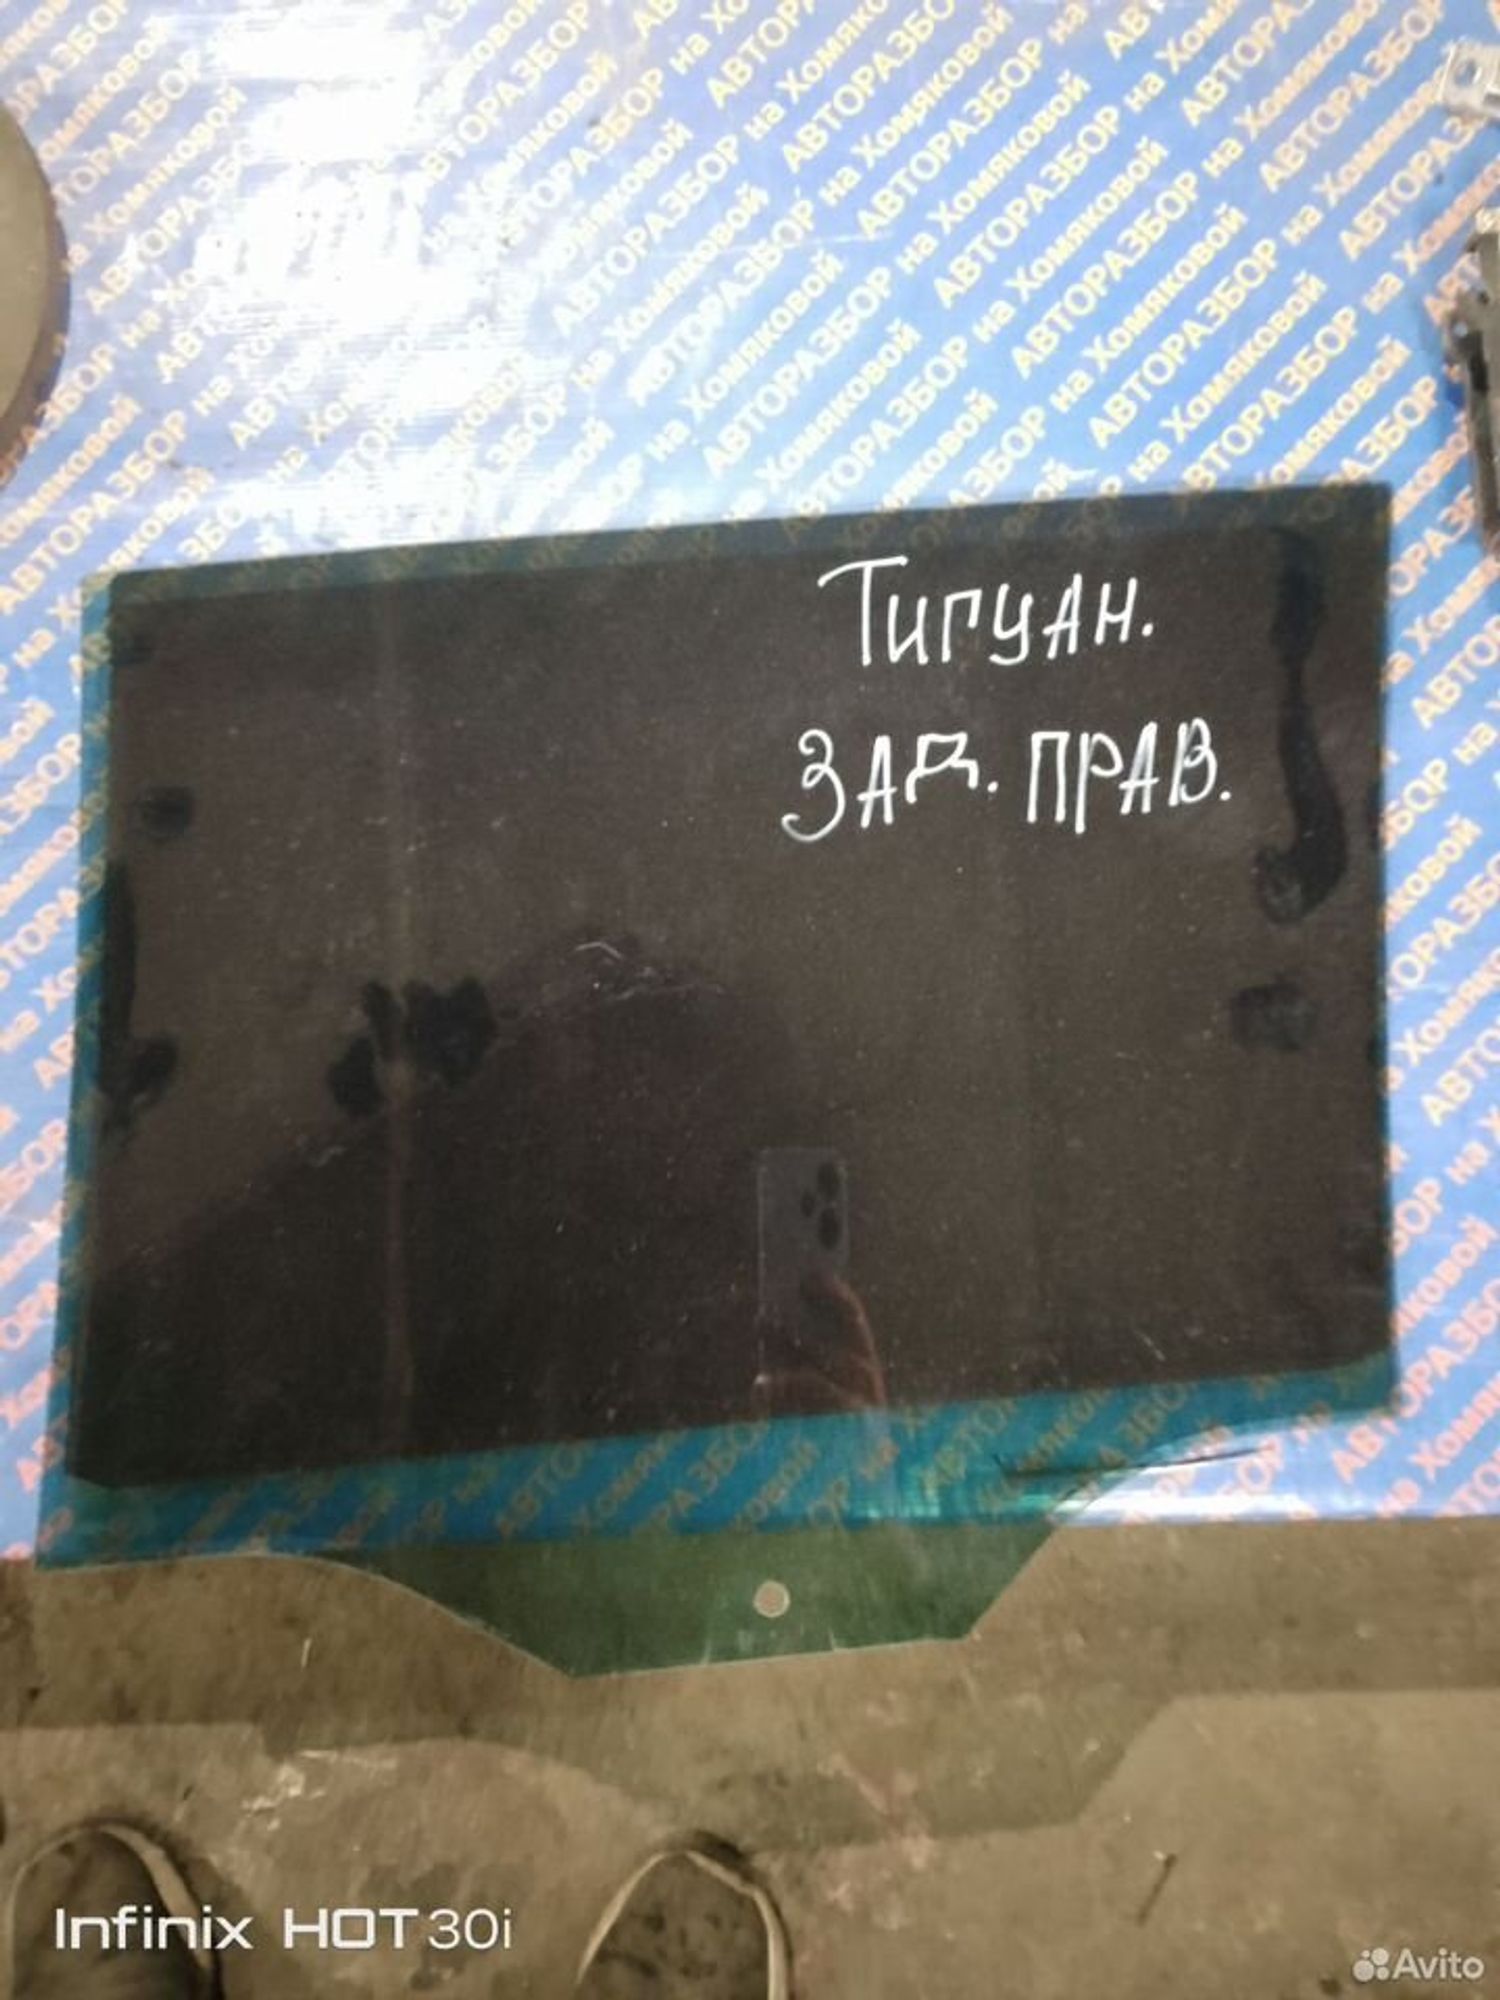 АВТОРАЗБОР на Хомяковой
Тигуан.
зад. прав.
Infinix HOT 30i
Avito